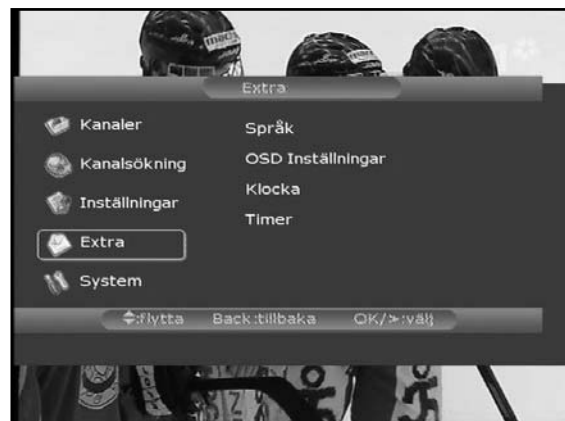 Extra
Kanaler
Kanalsökning
Inställningar
Extra
System
Språk
OSD Inställningar
Klocka
Timer
:flytta Back:tillbaka OK/>:välj